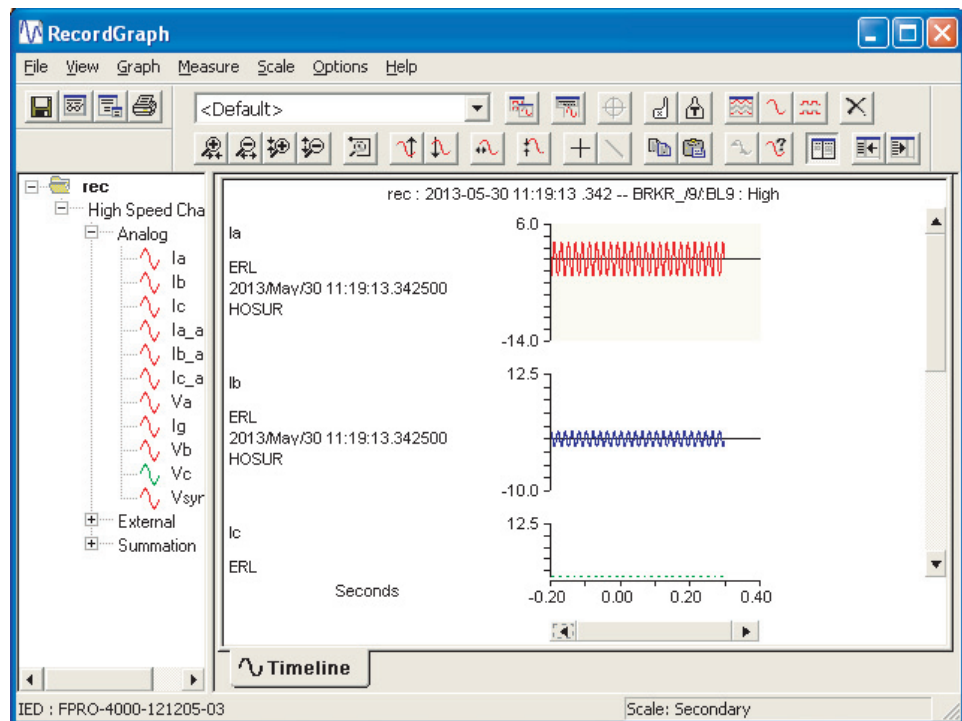 RecordGraph
File View Graph Measure Scale Options Help
<Default>
rec
High Speed Cha
Analog
Ia
Ib
Ic
Ia_a
Ib_a
Ic_a
Va
Ig
Vb
Vc
Vsyr
External
Summation
rec : 2013-05-30 11:19:13 .342 -- BRKR_/9/:BL9 : High
Ia
ERL
2013/May/30 11:19:13.342500
HOSUR
6.0
-14.0
Ib
ERL
2013/May/30 11:19:13.342500
HOSUR
12.5
-10.0
Ic
ERL
12.5
Seconds
-0.20 0.00 0.20 0.40
Timeline
IED : FPRO-4000-121205-03
Scale: Secondary